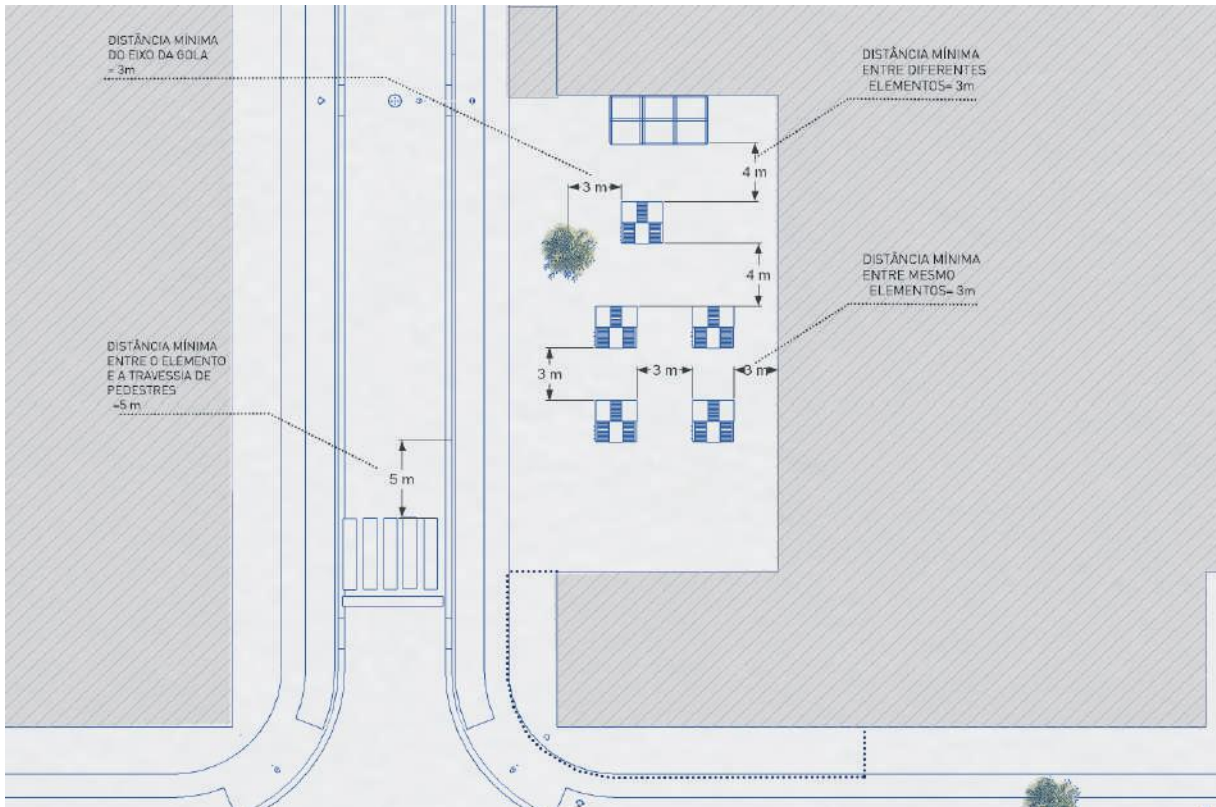 DISTÂNCIA MÍNIMA
DO EIXO DA GOLA
= 3m
DISTÂNCIA MÍNIMA
ENTRE DIFERENTES
ELEMENTOS= 3m
4 m
3 m
4 m
DISTÂNCIA MÍNIMA
ENTRE MESMO
ELEMENTOS= 3m
DISTÂNCIA MÍNIMA
ENTRE O ELEMENTO
E A TRAVESSIA DE
PEDESTRES
=5 m
3 m
3 m
3 m
5 m